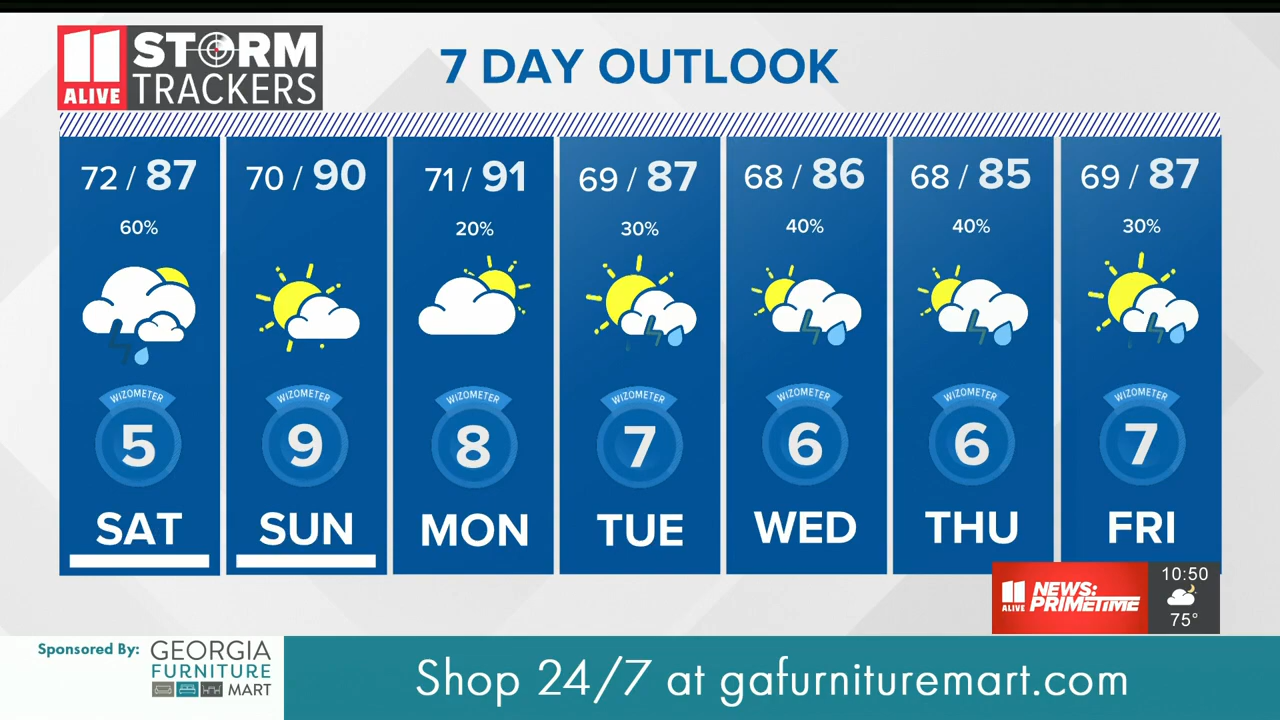 11 ALIVE
STORM
TRACKERS
7 DAY OUTLOOK
72 / 87
60%
WIZOMETER
5
SAT
70 / 90
WIZOMETER
9
SUN
71 / 91
20%
WIZOMETER
8
MON
69 / 87
30%
WIZOMETER
7
TUE
68 / 86
40%
WIZOMETER
6
WED
68 / 85
40%
WIZOMETER
6
THU
69 / 87
30%
WIZOMETER
7
FRI
11 ALIVE
NEWS:
PRIMETIME
10:50
75°
Sponsored By:
GEORGIA
FURNITURE
MART
Shop 24/7 at gafurnituremart.com